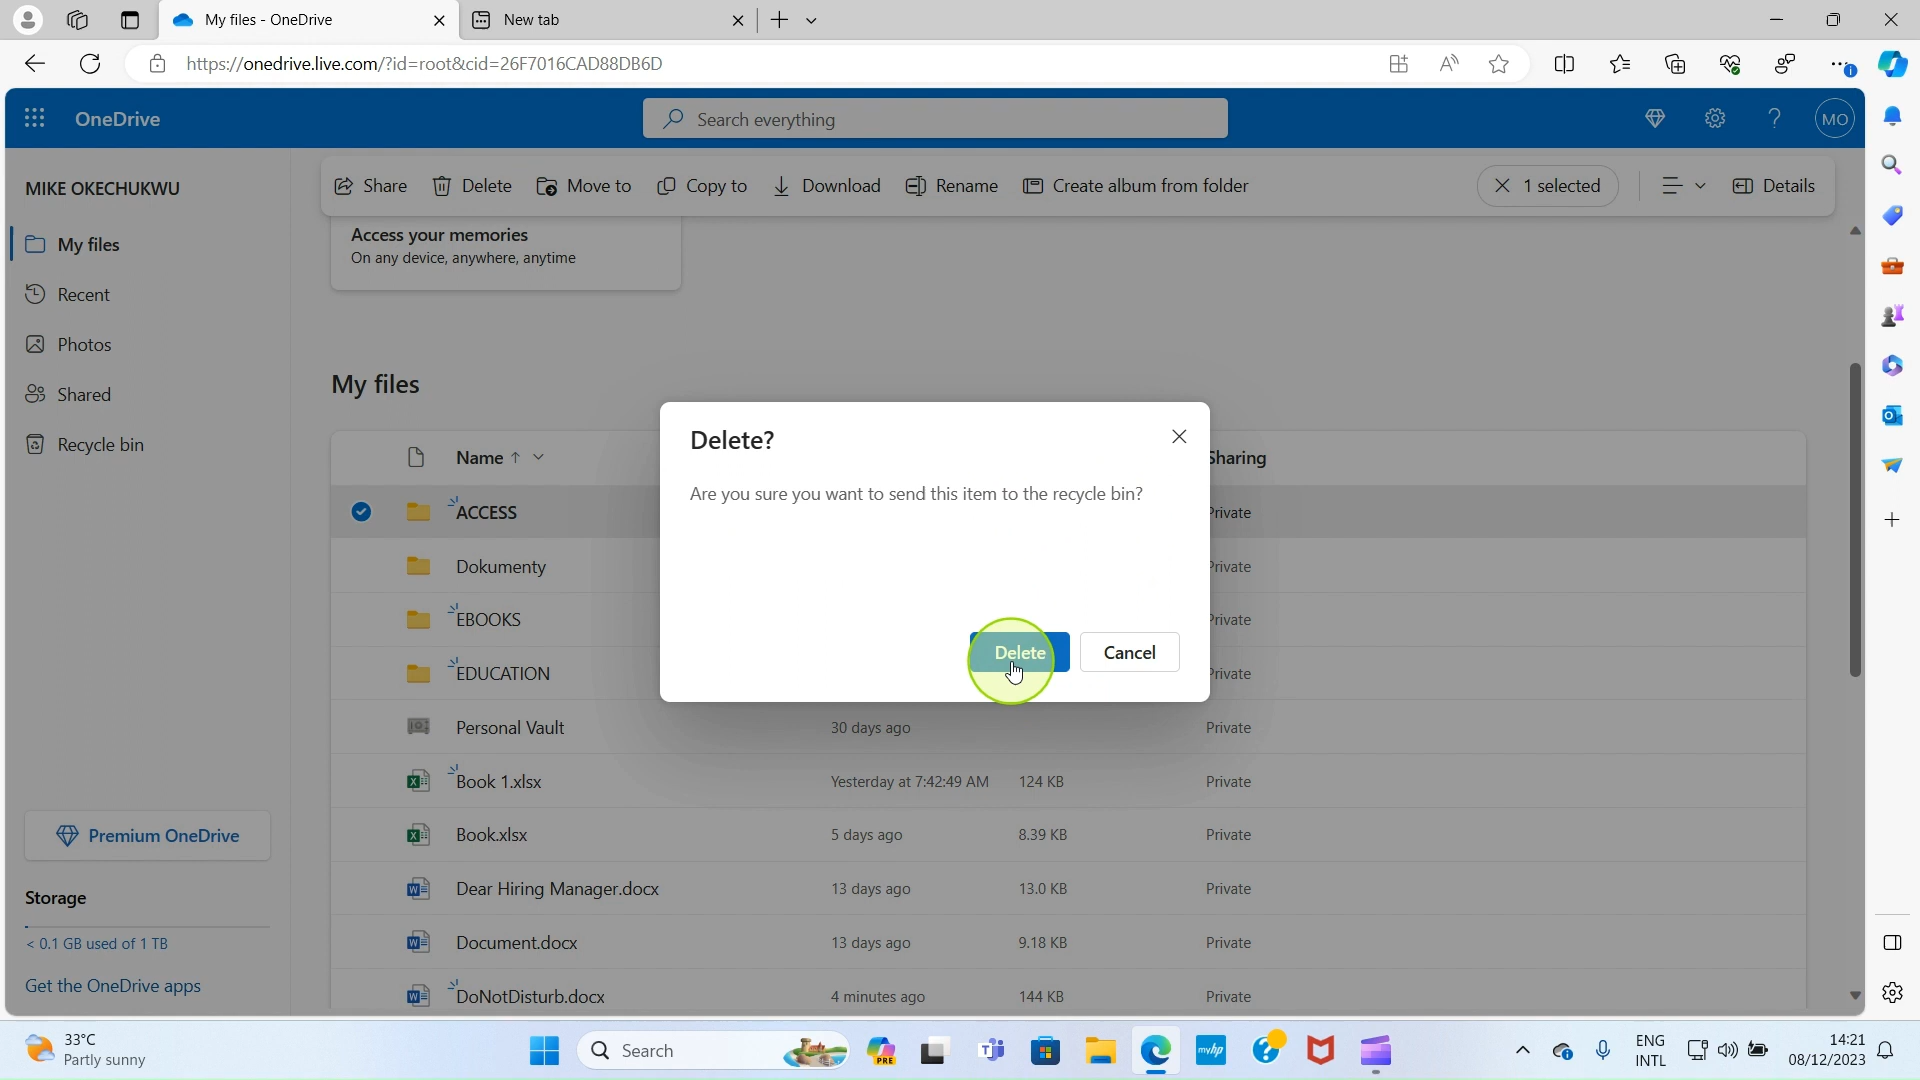 My files - OneDrive
New tab
https://onedrive.live.com/?id=root&cid=26F7016CAD88DB6D
OneDrive
Search everything
MO
MIKE OKECHUKWU
Share
Delete
Move to
Copy to
Download
Rename
Create album from folder
1 selected
Details
Access your memories
On any device, anywhere, anytime
My files
Recent
Photos
Shared
Recycle bin
My files
Name
Sharing
ACCESS
Private
Dokumenty
Private
EBOOKS
Private
EDUCATION
Private
Personal Vault
30 days ago
Private
Book 1.xlsx
Yesterday at 7:42:49 AM
124 KB
Private
Book.xlsx
5 days ago
8.39 KB
Private
Dear Hiring Manager.docx
13 days ago
13.0 KB
Private
Document.docx
13 days ago
9.18 KB
Private
DoNotDisturb.docx
4 minutes ago
144 KB
Private
Delete?
Are you sure you want to send this item to the recycle bin?
Delete
Cancel
Premium OneDrive
Storage
< 0.1 GB used of 1 TB
Get the OneDrive apps
33°C
Partly sunny
Search
PRE
myhp
ENG
INTL
14:21
08/12/2023